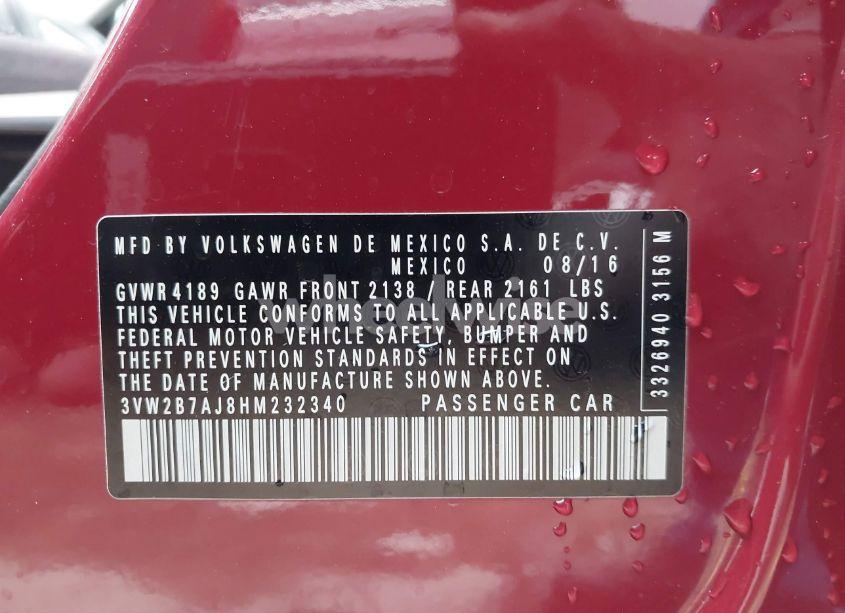 MFD BY VOLKSWAGEN DE MEXICO S.A. DE C.V.
MEXICO 08/16
GVWR 4189 GAWR FRONT 2138 / REAR 2161 LBS
THIS VEHICLE CONFORMS TO ALL APPLICABLE U.S.
FEDERAL MOTOR VEHICLE SAFETY, BUMPER AND
THEFT PREVENTION STANDARDS IN EFFECT ON
THE DATE OF MANUFACTURE SHOWN ABOVE.
3VW2B7AJ8HM232340 PASSENGER CAR
3326940 3156 M